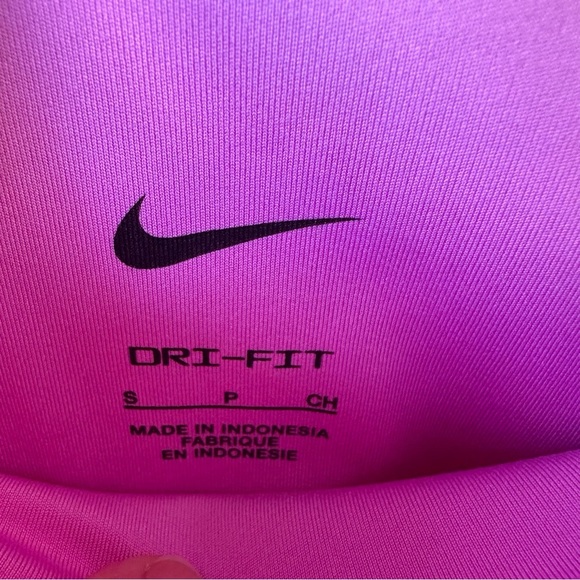 DRI-FIT
S P CH
MADE IN INDONESIA
FABRIQUE
EN INDONESIE